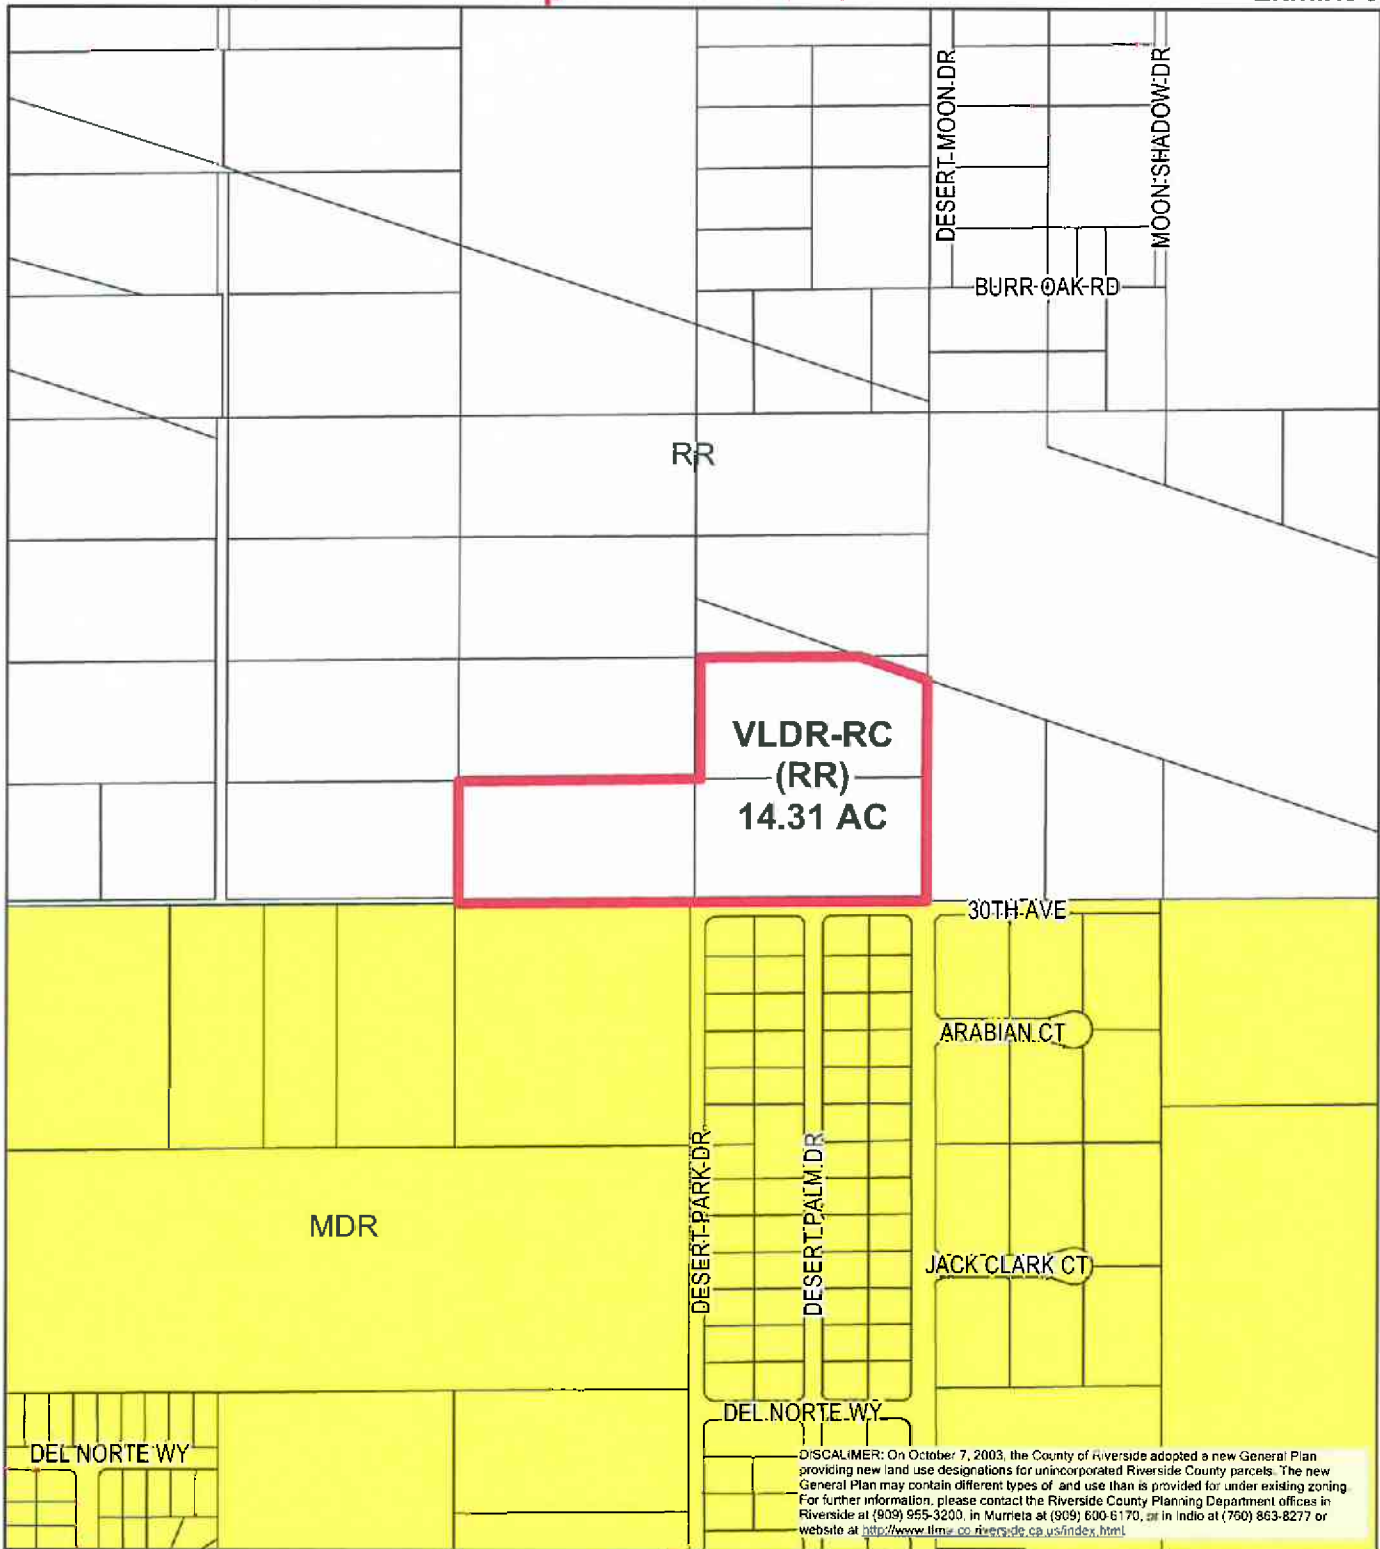 DESERT MOON DR
MOON SHADOW DR
BURR OAK RD
RR
VLDR-RC
(RR)
14.31 AC
30TH AVE
ARABIAN CT
DESERT PARK DR
DESERT PALM DR
MDR
JACK CLARK CT
DEL NORTE WY
DEL NORTE WY
DISCALIMER: On October 7, 2003, the County of Riverside adopted a new General Plan
providing new land use designations for unincorporated Riverside County parcels. The new
General Plan may contain different types of and use than is provided for under existing zoning.
For further information, please contact the Riverside County Planning Department offices in
Riverside at (909) 955-3200, in Murrieta at (909) 600-6170, or in Indio at (760) 863-8277 or
website at